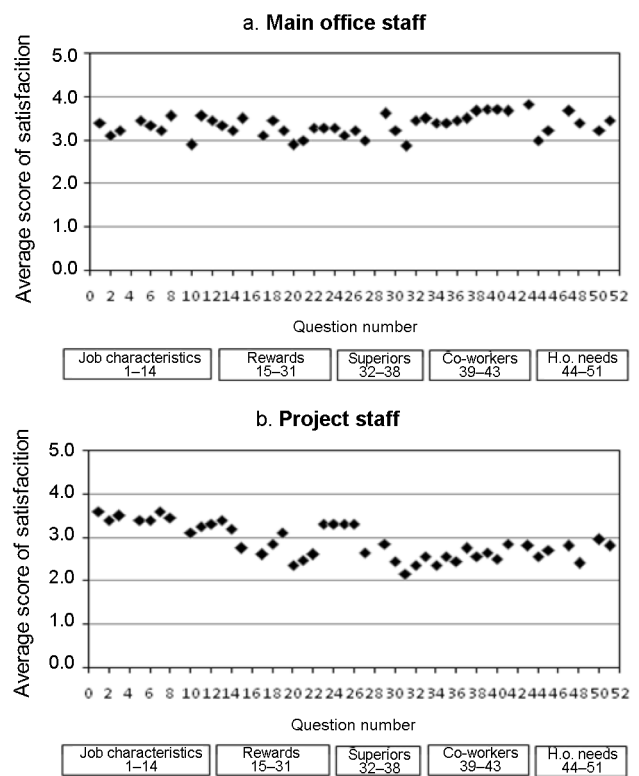 a. Main office staff
Average score of satisfacition
5.0
4.0
3.0
2.0
1.0
0.0
0 2 4 6 8 10 12 14 16 18 20 22 24 26 28 30 32 34 36 38 40 42 44 46 48 50 52
Question number
Job characteristics
1–14
Rewards
15–31
Superiors
32–38
Co-workers
39–43
H.o. needs
44–51
b. Project staff
Average score of satisfacition
5.0
4.0
3.0
2.0
1.0
0.0
0 2 4 6 8 10 12 14 16 18 20 22 24 26 28 30 32 34 36 38 40 42 44 46 48 50 52
Question number
Job characteristics
1–14
Rewards
15–31
Superiors
32–38
Co-workers
39–43
H.o. needs
44–51